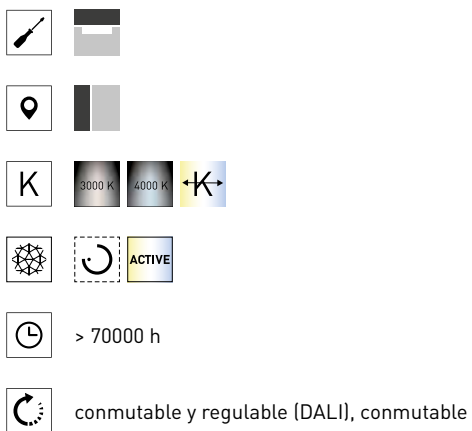 K 3000 K 4000 K K
ACTIVE
> 70000 h
conmutable y regulable (DALI), conmutable